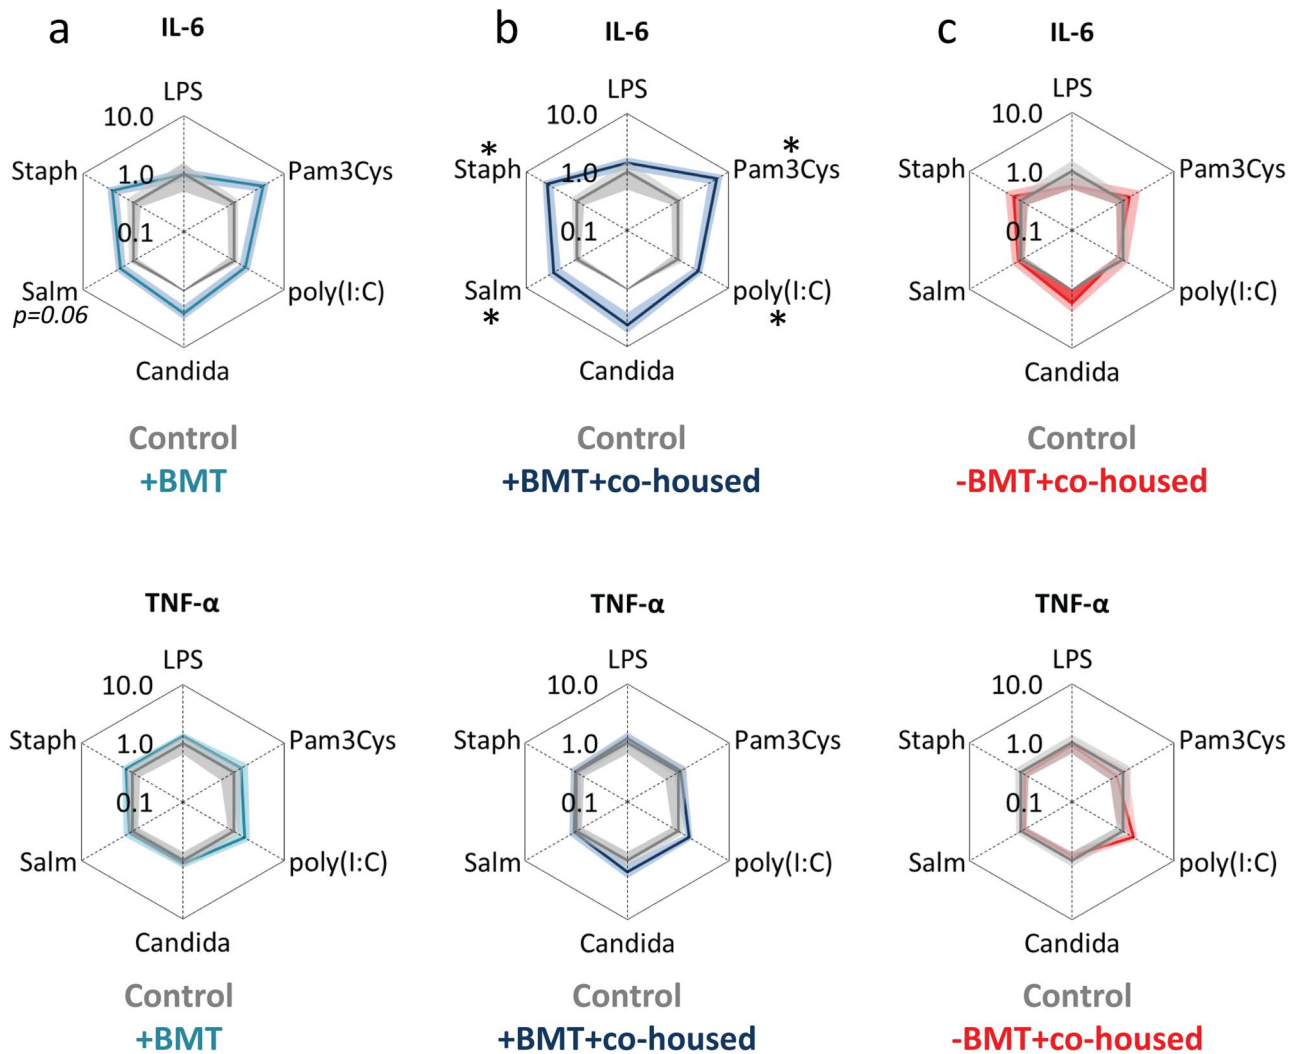 a
IL-6
LPS
10.0
Staph
1.0
Pam3Cys
0.1
Salm
p=0.06
poly(I:C)
Candida
Control
+BMT
b
IL-6
LPS
10.0
*
*
Staph
1.0
Pam3Cys
0.1
Salm
poly(I:C)
*
*
Candida
Control
+BMT+co-housed
c
IL-6
LPS
10.0
Staph
1.0
Pam3Cys
0.1
Salm
poly(I:C)
Candida
Control
-BMT+co-housed
TNF-α
LPS
10.0
Staph
1.0
Pam3Cys
0.1
Salm
poly(I:C)
Candida
Control
+BMT
TNF-α
LPS
10.0
Staph
1.0
Pam3Cys
0.1
Salm
poly(I:C)
Candida
Control
+BMT+co-housed
TNF-α
LPS
10.0
Staph
1.0
Pam3Cys
0.1
Salm
poly(I:C)
Candida
Control
-BMT+co-housed